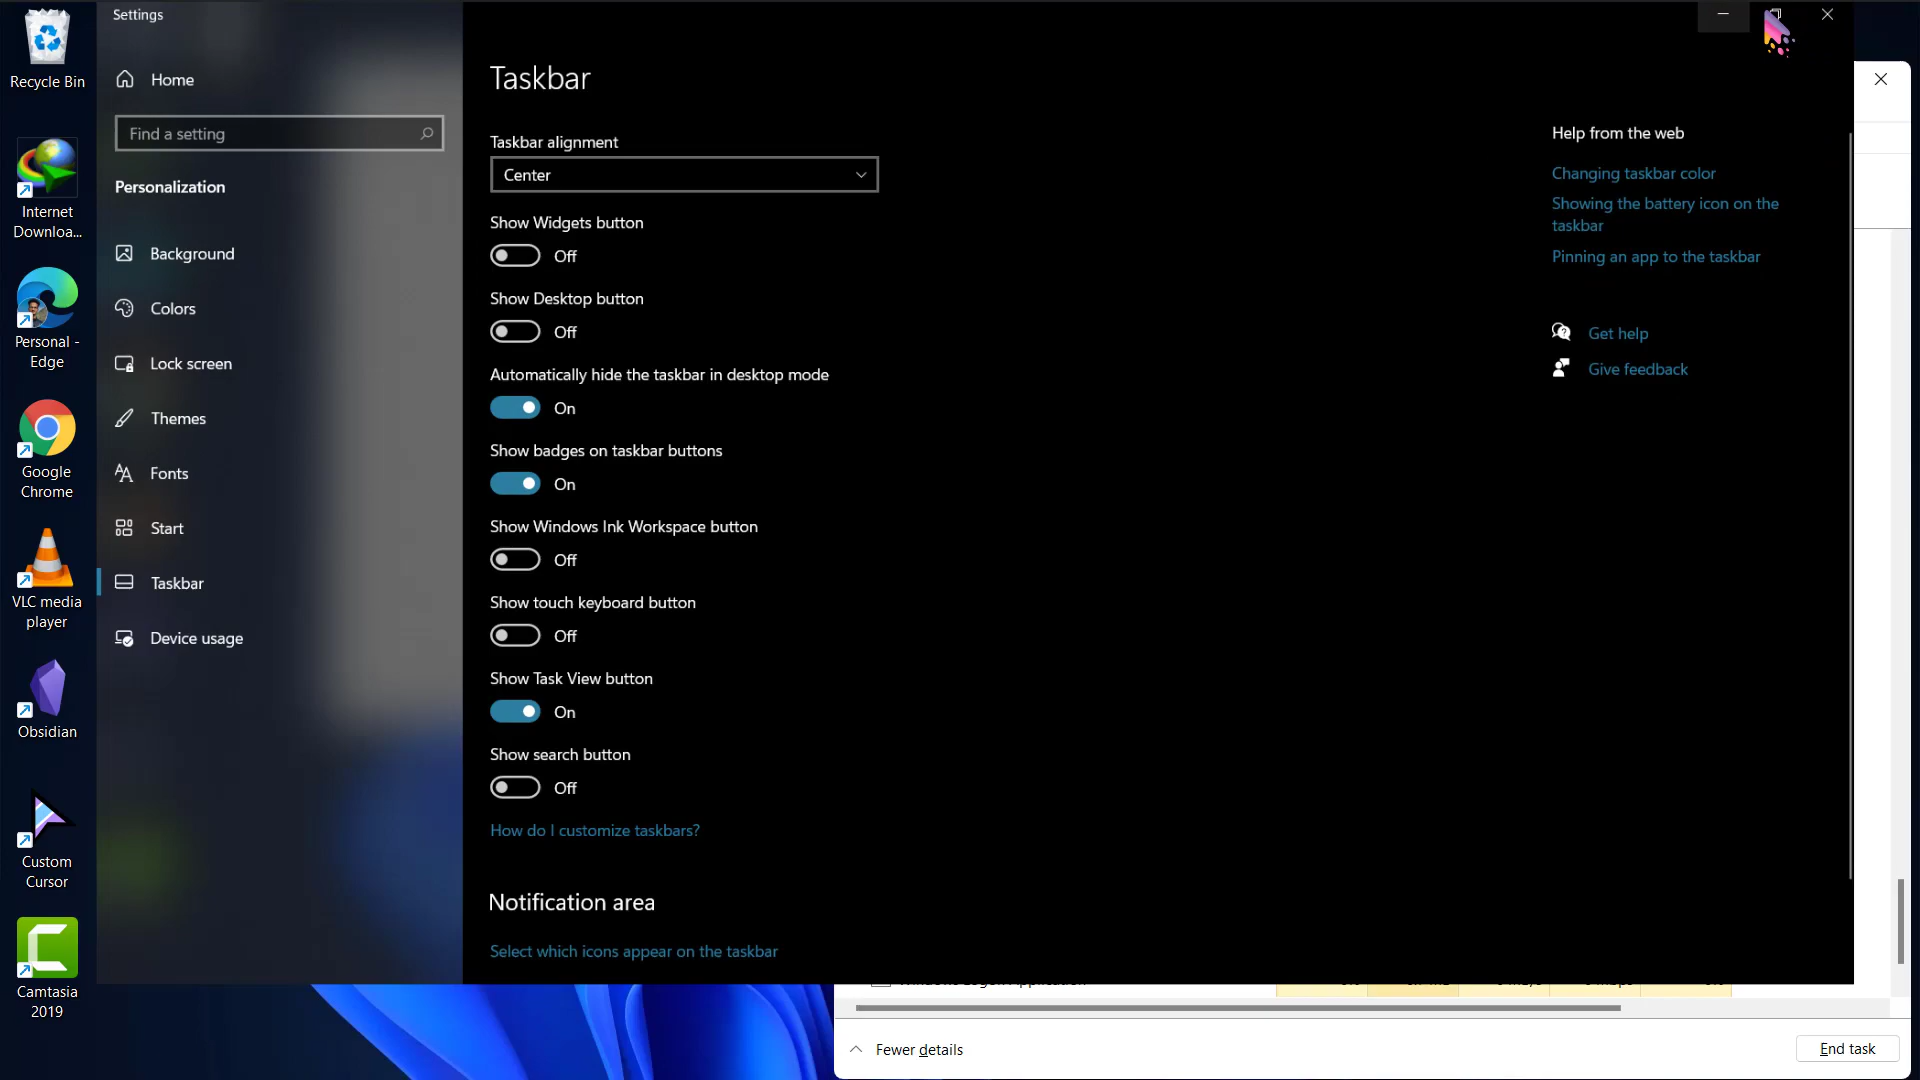 Settings
Recycle Bin
Internet
Downloa...
Personal -
Edge
Google
Chrome
VLC media
player
Obsidian
Custom
Cursor
Camtasia
2019
Home
Find a setting
Personalization
Background
Colors
Lock screen
Themes
Fonts
Start
Taskbar
Device usage
Taskbar
Taskbar alignment
Center
Show Widgets button
Off
Show Desktop button
Off
Automatically hide the taskbar in desktop mode
On
Show badges on taskbar buttons
On
Show Windows Ink Workspace button
Off
Show touch keyboard button
Off
Show Task View button
On
Show search button
Off
How do I customize taskbars?
Notification area
Select which icons appear on the taskbar
Help from the web
Changing taskbar color
Showing the battery icon on the
taskbar
Pinning an app to the taskbar
Get help
Give feedback
Fewer details
End task